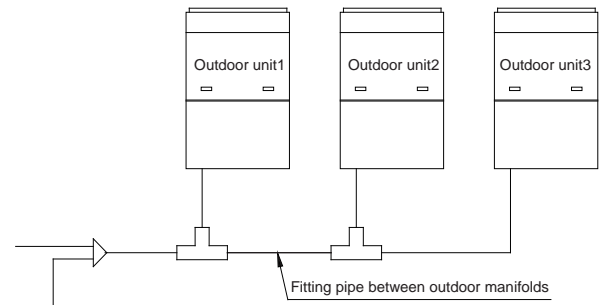 Outdoor unit1
Outdoor unit2
Outdoor unit3
Fitting pipe between outdoor manifolds